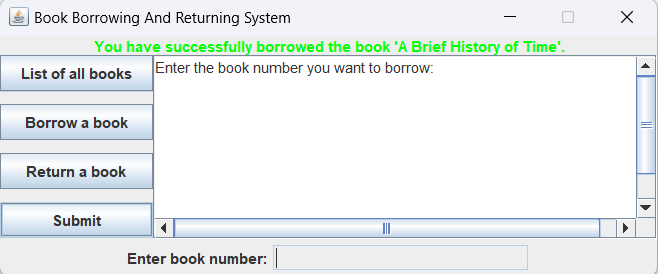 Book Borrowing And Returning System
You have successfully borrowed the book 'A Brief History of Time'.
List of all books
Enter the book number you want to borrow:
Borrow a book
Return a book
Submit
Enter book number: